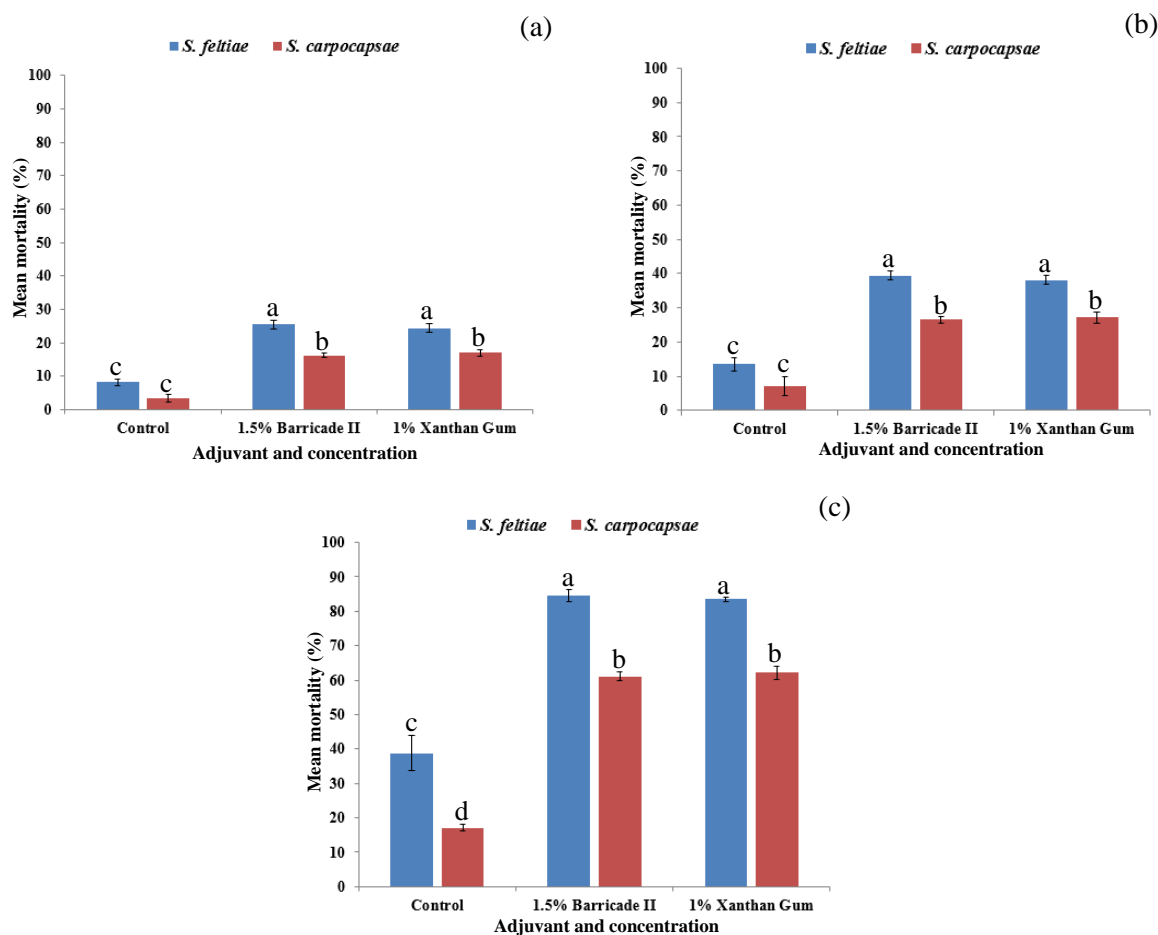 (a)
S. feltiae S. carpocapsae
100
90
80
70
60
50
40
30
20
10
0
Mean mortality (%)
c c a b a b
Control 1.5% Barricade II 1% Xanthan Gum
Adjuvant and concentration
(b)
S. feltiae S. carpocapsae
100
90
80
70
60
50
40
30
20
10
0
Mean mortality (%)
c c a b a b
Control 1.5% Barricade II 1% Xanthan Gum
Adjuvant and concentration
(c)
S. feltiae S. carpocapsae
100
90
80
70
60
50
40
30
20
10
0
Mean mortality (%)
c d a b a b
Control 1.5% Barricade II 1% Xanthan Gum
Adjuvant and concentration